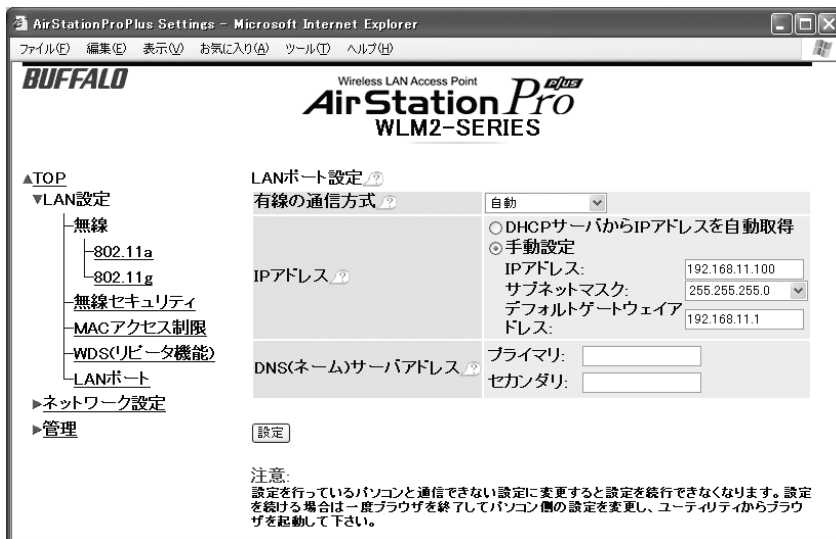 AirStationProPlus Settings - Microsoft Internet Explorer
ファイル(F) 編集(E) 表示(V) お気に入り(A) ツール(T) ヘルプ(H)
BUFFALO
Wireless LAN Access Point
AirStation Pro plus
WLM2-SERIES
▲TOP
▼LAN設定
無線
802.11a
802.11g
無線セキュリティ
MACアクセス制限
WDS(リピータ機能)
LANポート
▶ネットワーク設定
▶管理
LANポート設定 ?
有線の通信方式 ? 自動
IPアドレス ?
DHCPサーバからIPアドレスを自動取得
手動設定
IPアドレス: 192.168.11.100
サブネットマスク: 255.255.255.0
デフォルトゲートウェイア
ドレス: 192.168.11.1
DNS(ネーム)サーバアドレス ?
プライマリ:
セカンダリ:
設定
注意:
設定を行っているパソコンと通信できない設定に変更すると設定を続行できなくなります。設定
を続ける場合は一度ブラウザを終了してパソコン側の設定を変更し、ユーティリティからブラウ
ザを起動して下さい。